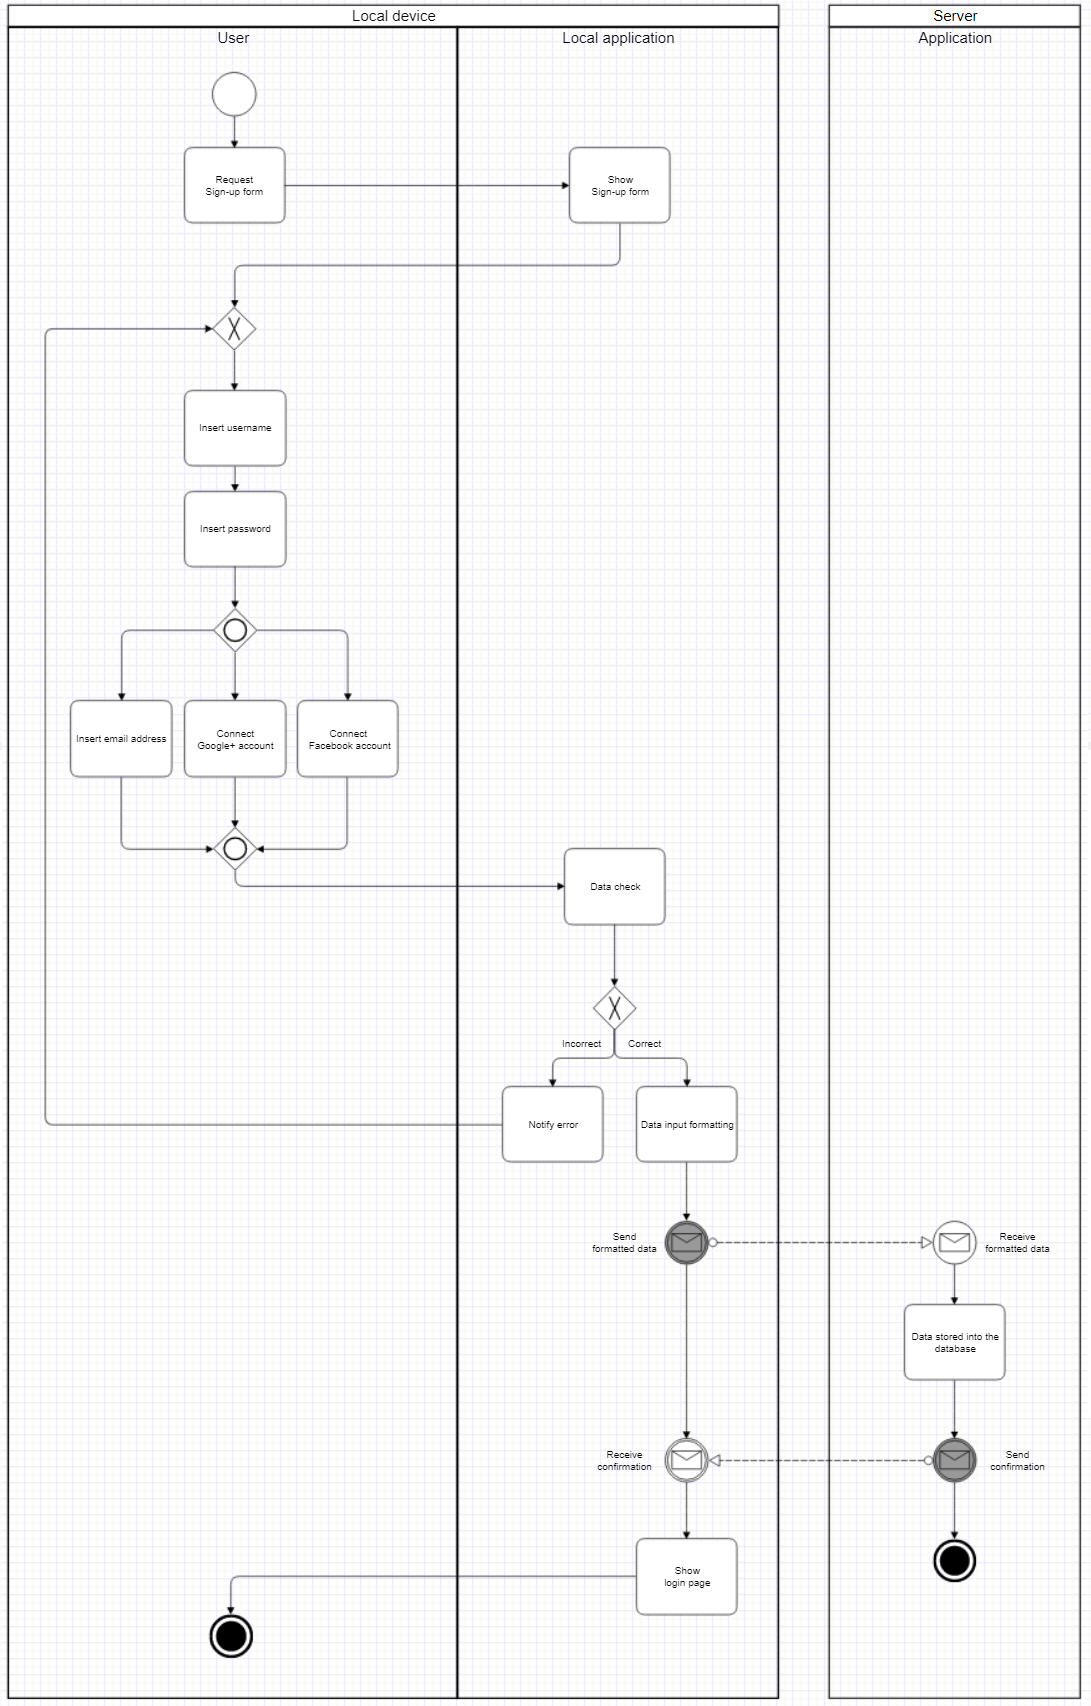 Local device
Server
User
Local application
Application
Request
Sign-up form
Show
Sign-up form
X
Insert username
Insert password
Insert email address
Connect
Google+ account
Connect
Facebook account
Data check
X
Incorrect
Correct
Notify error
Data input formatting
Send
formatted data
Receive
formatted data
Data stored into the
database
Receive
confirmation
Send
confirmation
Show
login page